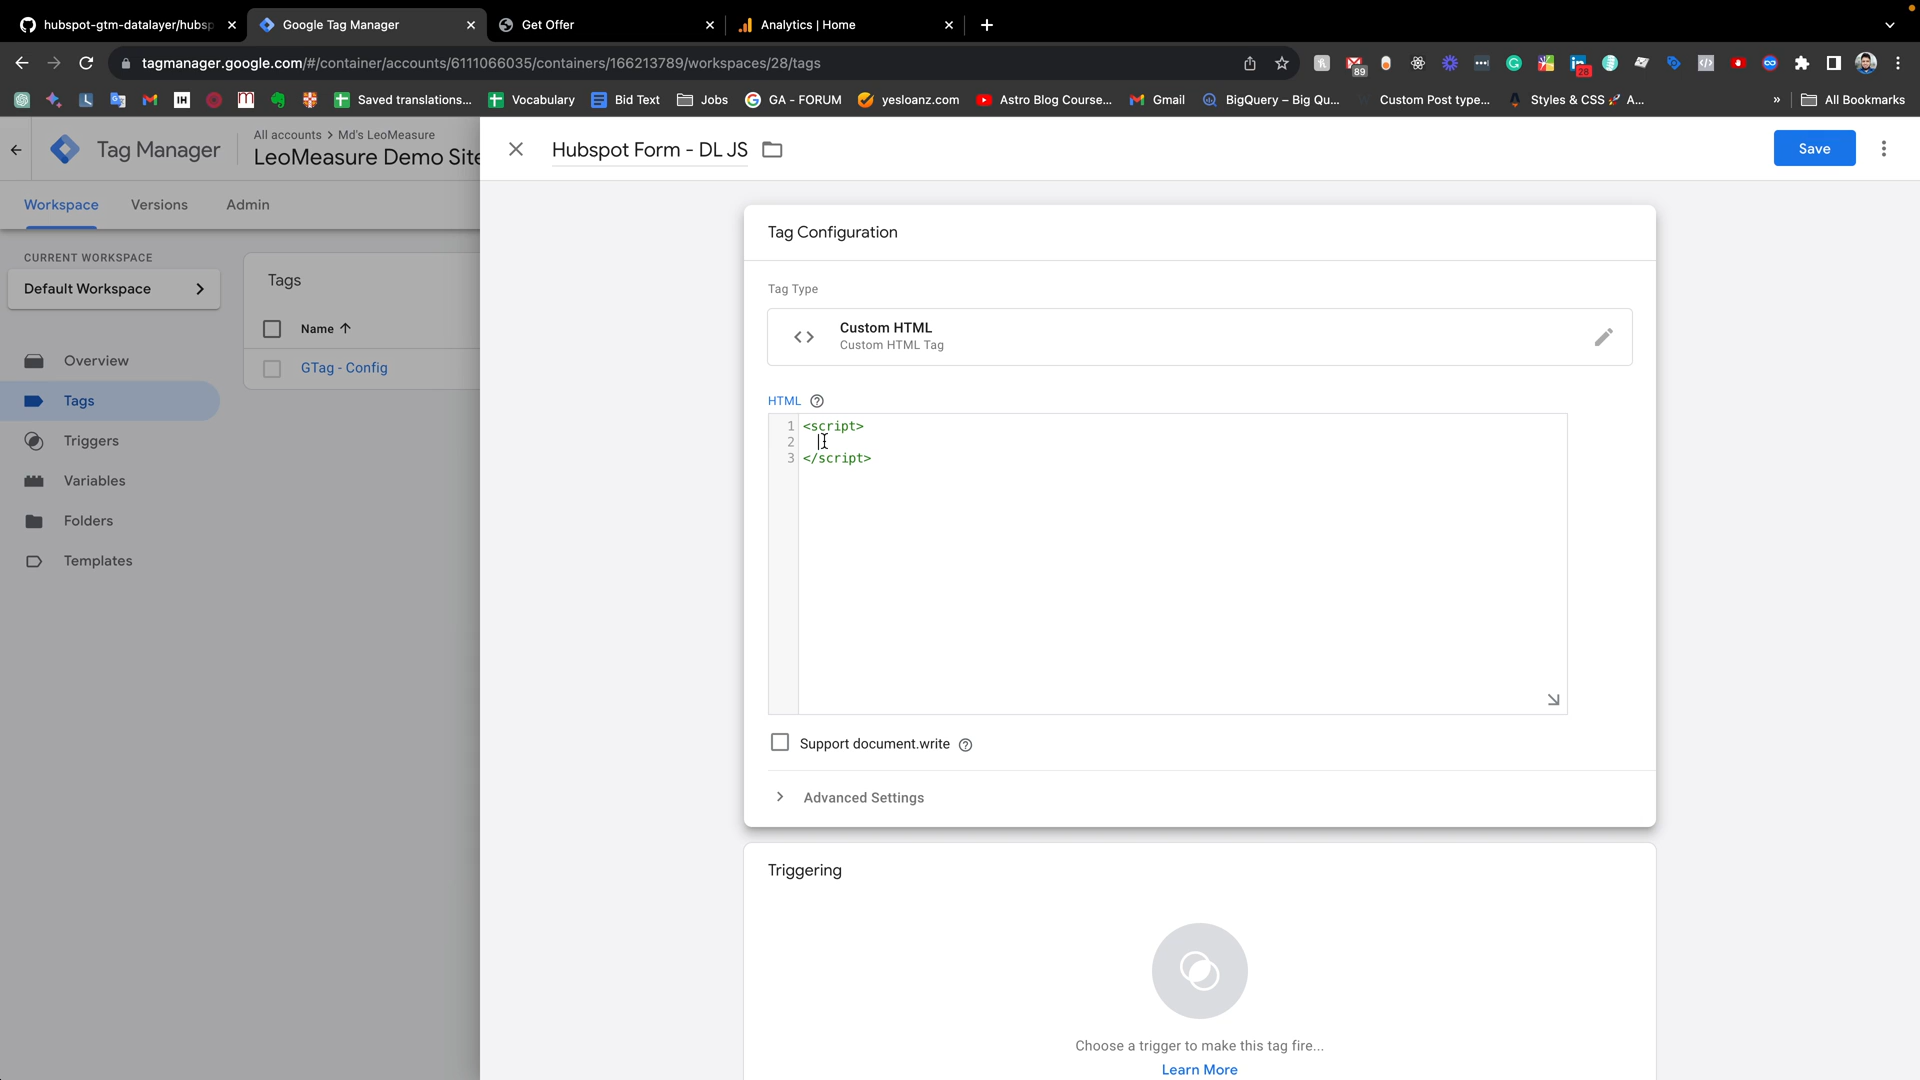 hubspot-gtm-datalayer/hubsp
Google Tag Manager
Get Offer
Analytics | Home
tagmanager.google.com/#/container/accounts/6111066035/containers/166213789/workspaces/28/tags
89
28
IH
Saved translations...
Vocabulary
Bid Text
Jobs
GA - FORUM
yesloanz.com
Astro Blog Course...
Gmail
BigQuery – Big Qu...
Custom Post type...
Styles & CSS 🚀 A...
»
All Bookmarks
Tag Manager
All accounts > Md's LeoMeasure
LeoMeasure Demo Site
Hubspot Form - DL JS
Save
Workspace
Versions
Admin
CURRENT WORKSPACE
Default Workspace
Overview
Tags
Triggers
Variables
Folders
Templates
Tags
Name
GTag - Config
Tag Configuration
Tag Type
Custom HTML
Custom HTML Tag
HTML
1 <script>
2
3 </script>
Support document.write
Advanced Settings
Triggering
Choose a trigger to make this tag fire...
Learn More